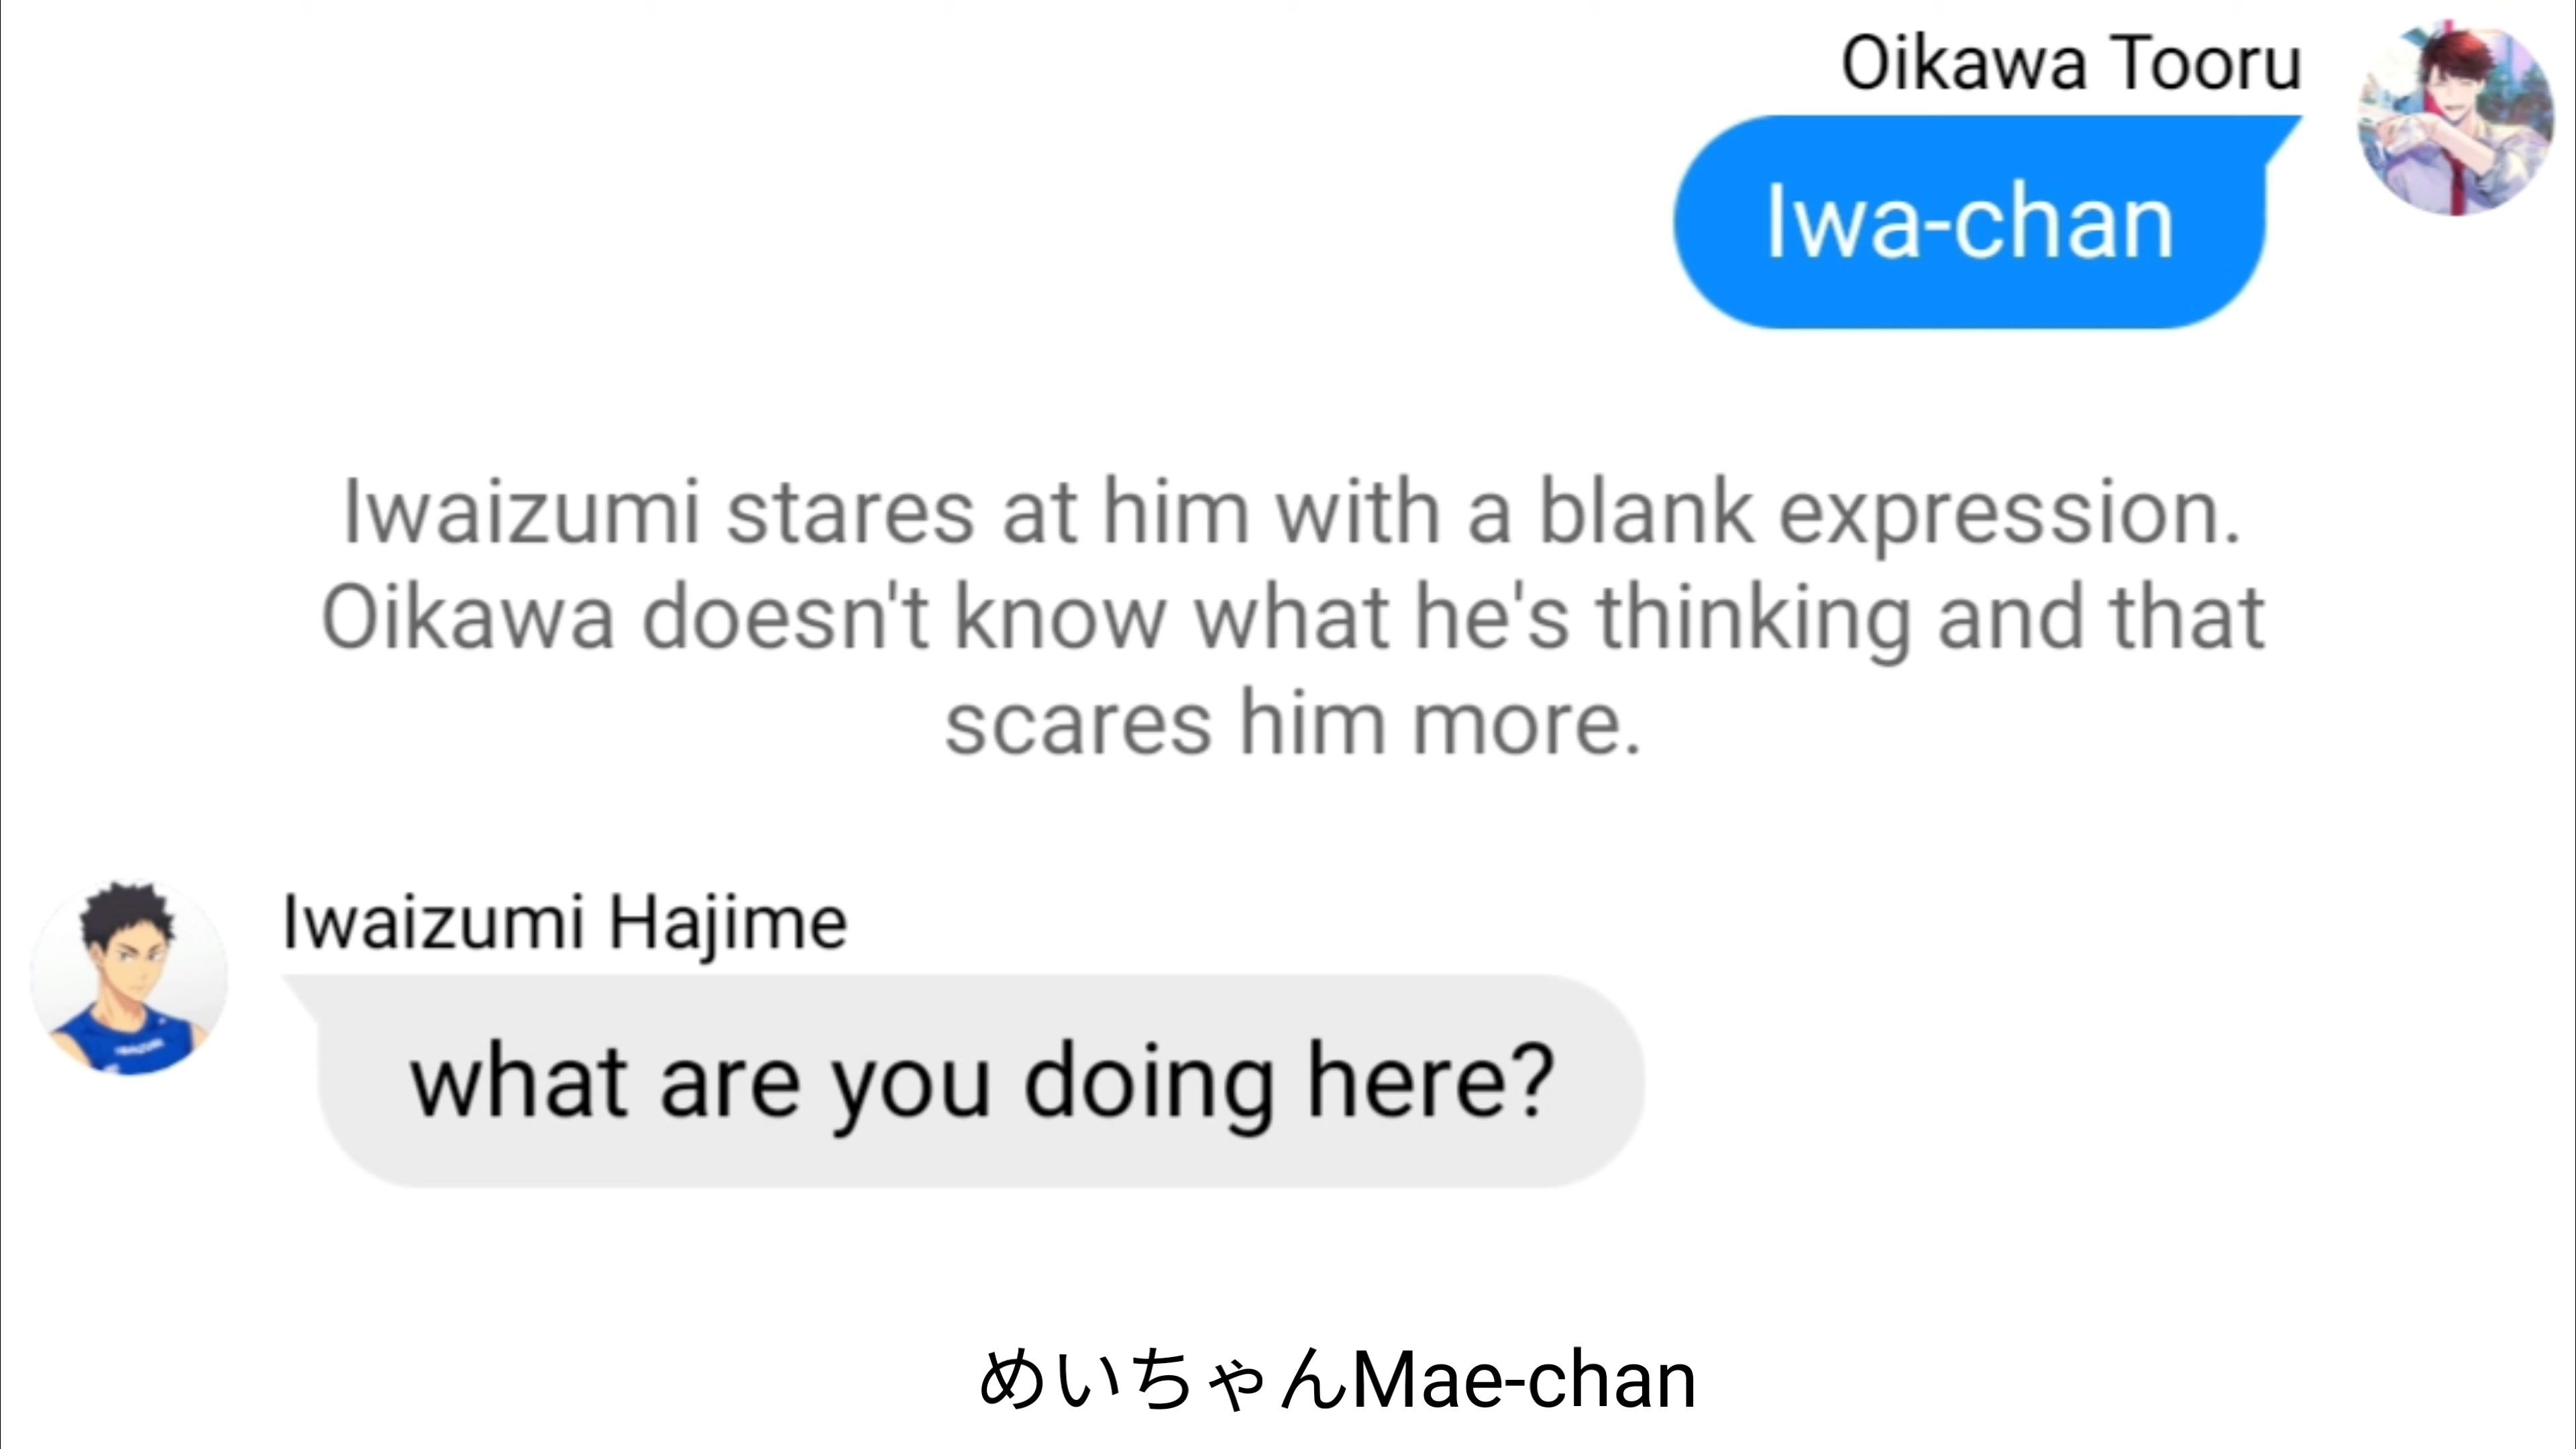 Oikawa Tooru
Iwa-chan
Iwaizumi stares at him with a blank expression.
Oikawa doesn't know what he's thinking and that
scares him more.
Iwaizumi Hajime
what are you doing here?
めいちゃんMae-chan